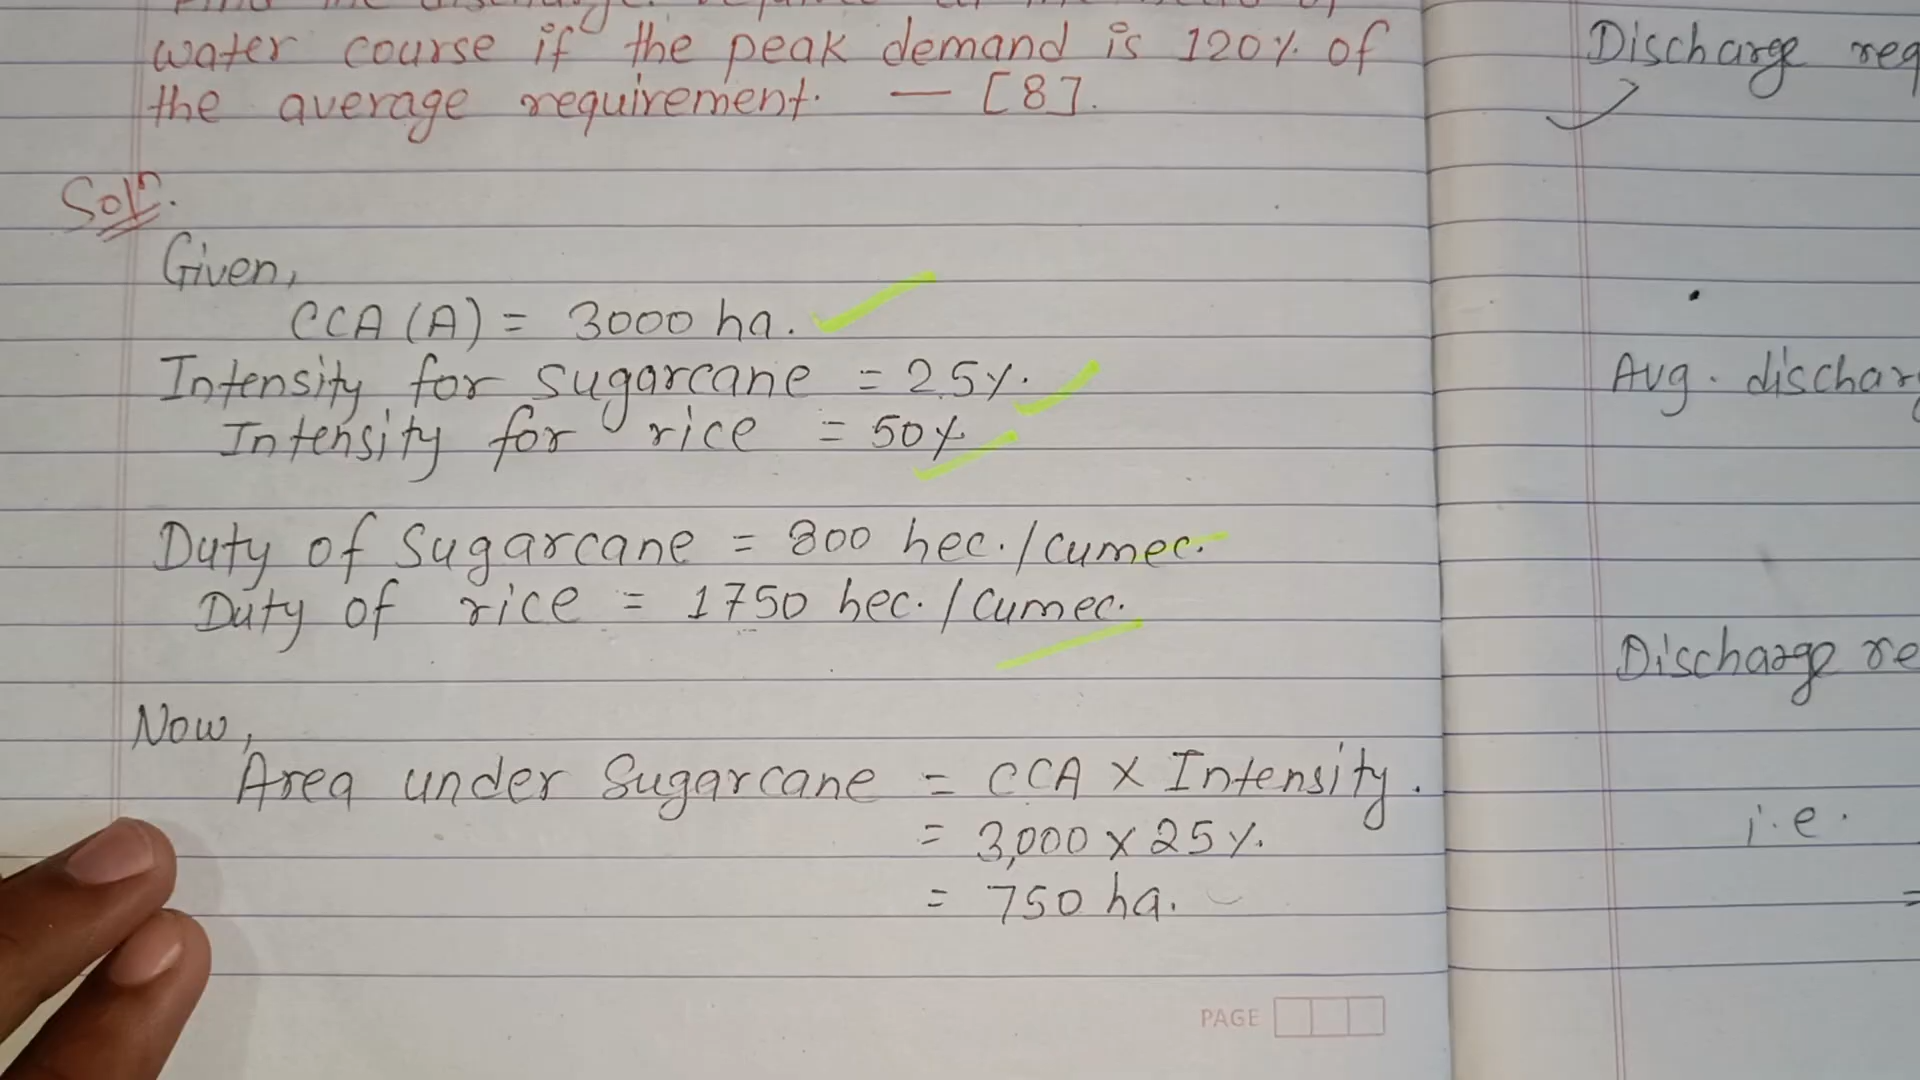 water course if the peak demand is 120% of
the average requirement. — [8].
Solⁿ.
Given,
CCA (A) = 3000 ha.
Intensity for sugarcane = 25%.
Intensity for rice = 50%
Duty of Sugarcane = 800 hec./cumec.
Duty of rice = 1750 hec./cumec.
Now,
Area under Sugarcane = CCA X Intensity.
= 3,000 x 25%.
= 750 ha.
PAGE
Discharge req
Avg. dischar
Discharge re
i.e.
=